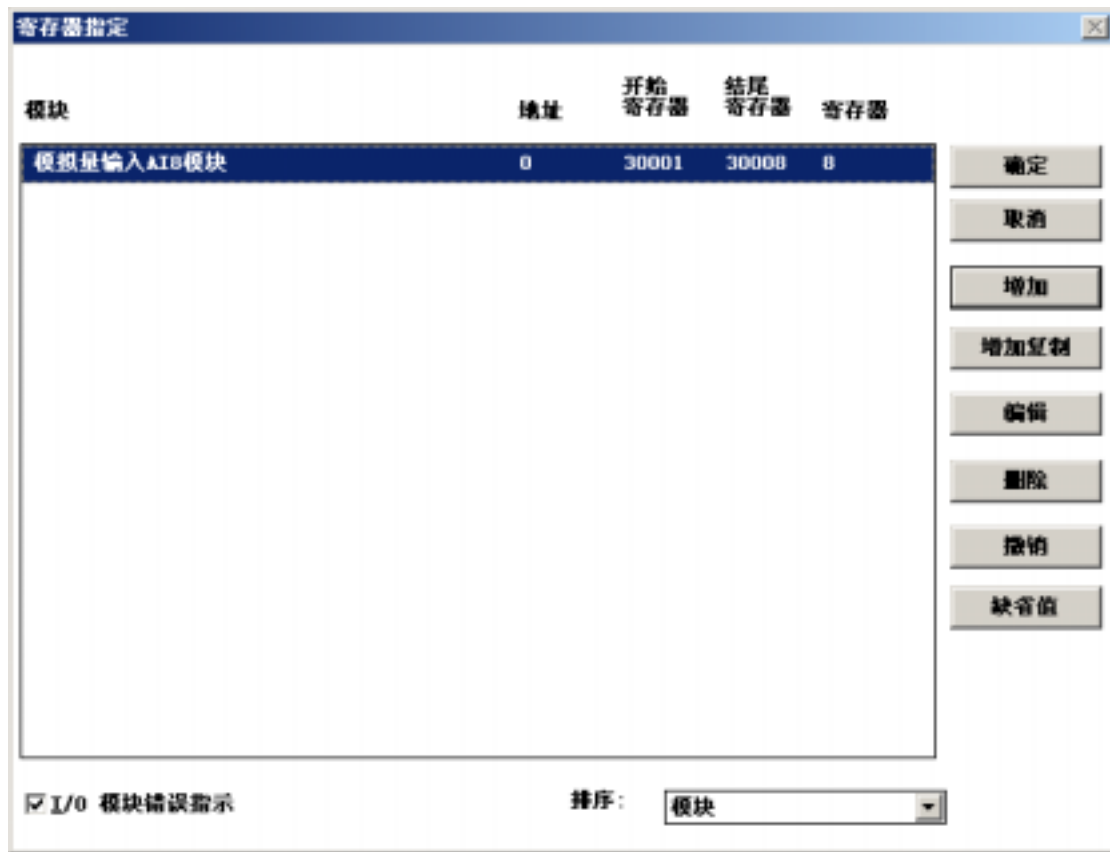 寄存器指定
模块 地址 开始寄存器 结尾寄存器 寄存器
模拟量输入AI8模块 0 30001 30008 8
确定
取消
增加
增加复制
编辑
删除
撤销
缺省值
I/O 模块错误指示 排序: 模块